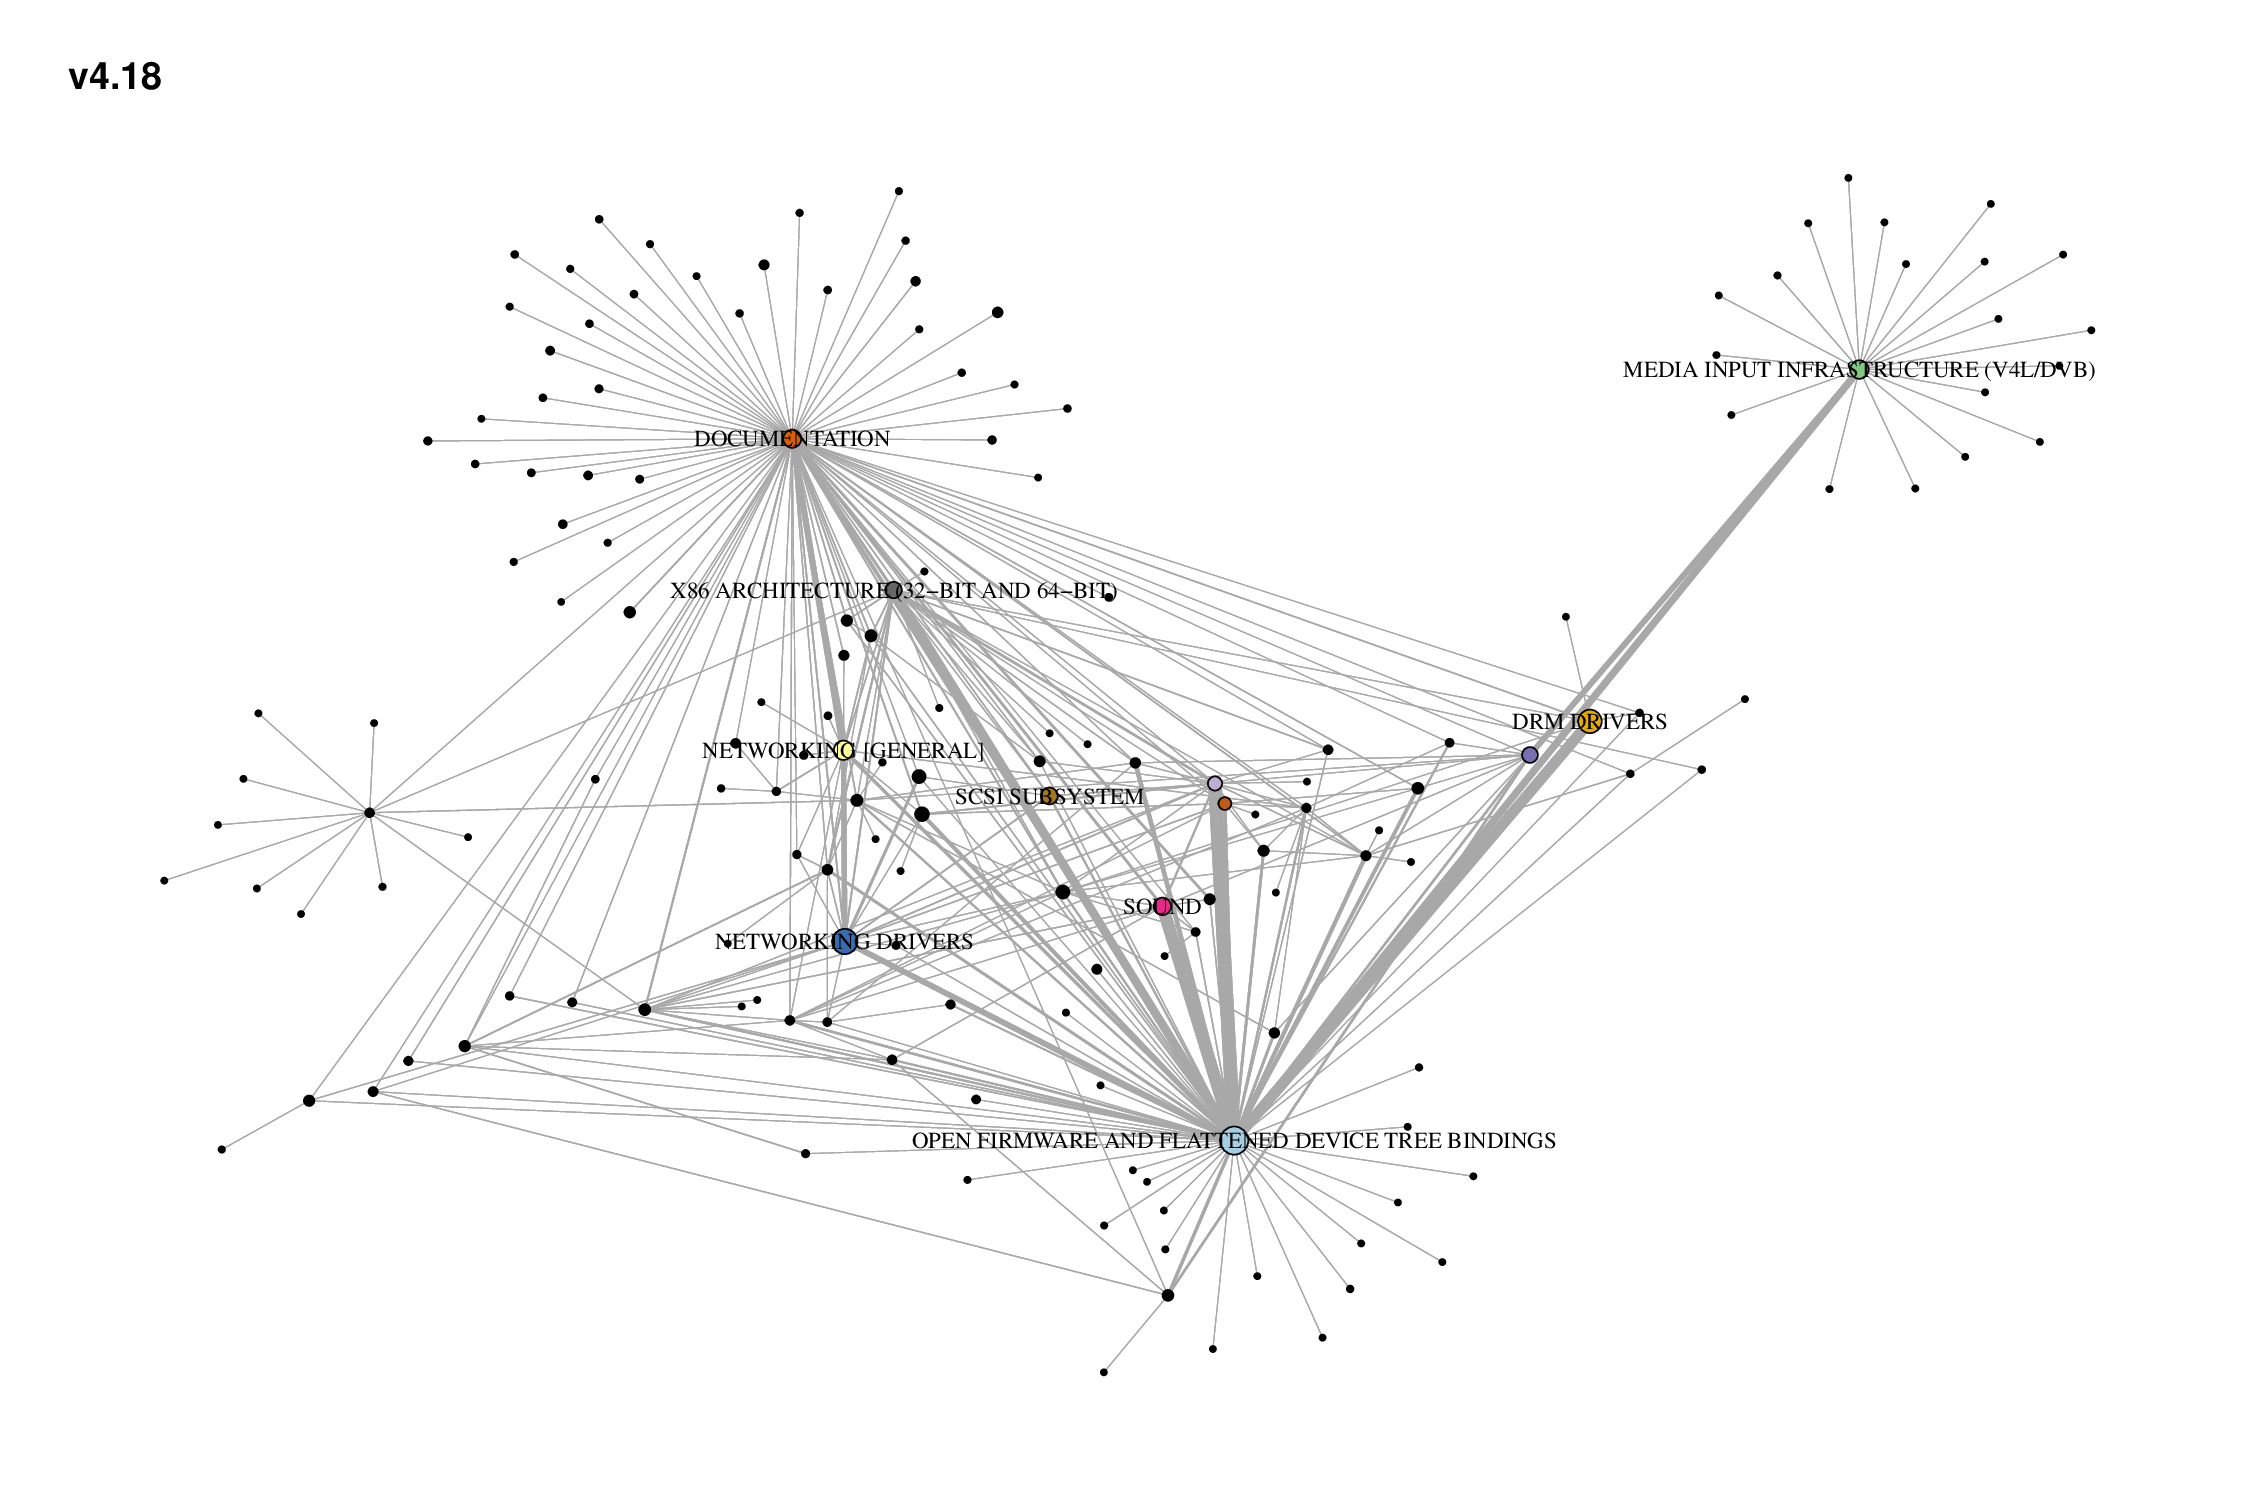 v4.18
MEDIA INPUT INFRASTRUCTURE (V4L/DVB)
DOCUMENTATION
X86 ARCHITECTURE (32−BIT AND 64−BIT)
DRM DRIVERS
NETWORKING [GENERAL]
SCSI SUBSYSTEM
SOUND
NETWORKING DRIVERS
OPEN FIRMWARE AND FLATTENED DEVICE TREE BINDINGS